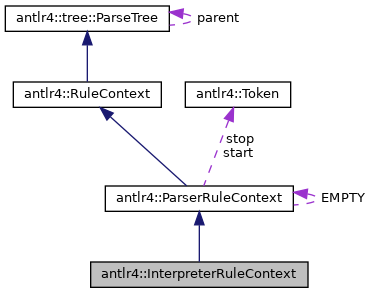 antlr4::tree::ParseTree
parent
antlr4::RuleContext
antlr4::Token
stop
start
antlr4::ParserRuleContext
EMPTY
antlr4::InterpreterRuleContext